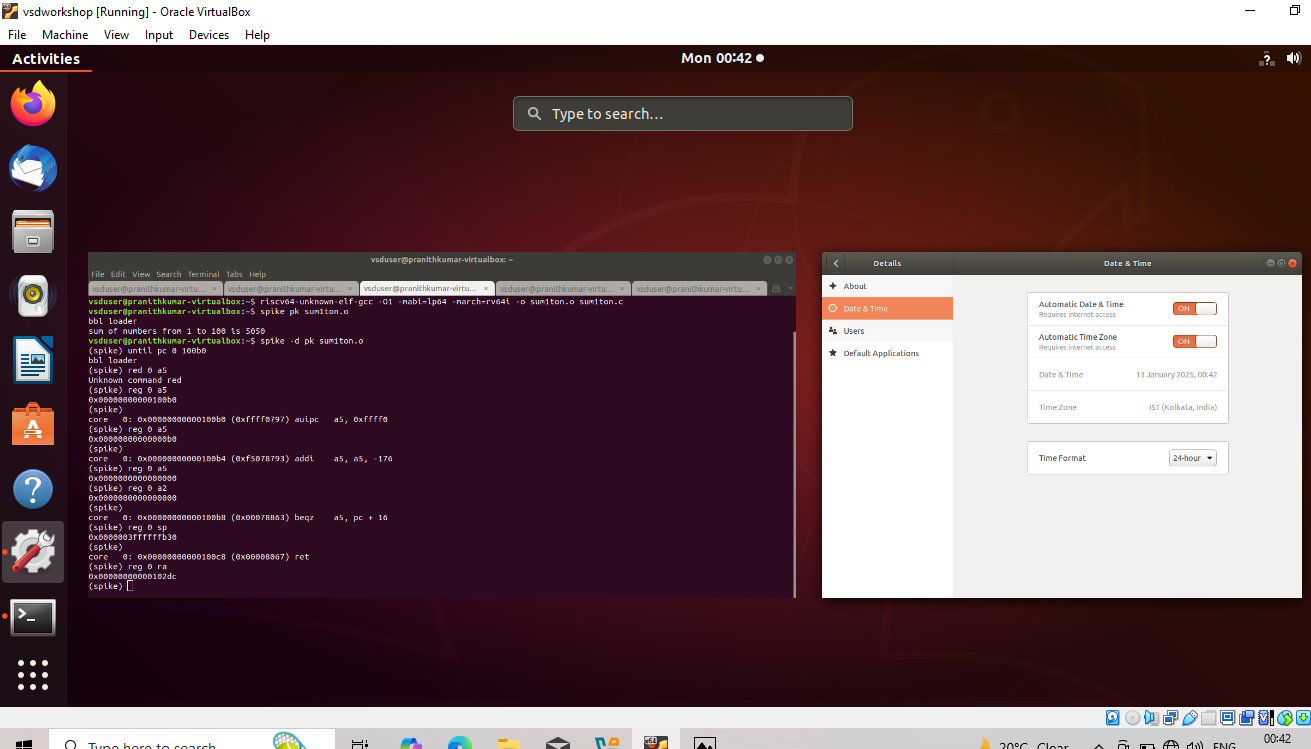 vsdworkshop [Running] - Oracle VirtualBox
File Machine View Input Devices Help
Activities
Mon 00:42
?
Type to search...
vsduser@pranithkumar-virtualbox: ~
File Edit View Search Terminal Tabs Help
vsduser@pranithkumar-virtu... × vsduser@pranithkumar-virtu... × vsduser@pranithkumar-virtu... × vsduser@pranithkumar-virtu... × vsduser@pranithkumar-virtu... ×
vsduser@pranithkumar-virtualbox:~$ riscv64-unknown-elf-gcc -O1 -mabi=lp64 -march=rv64i -o sum1ton.o sum1ton.c
vsduser@pranithkumar-virtualbox:~$ spike pk sum1ton.o
bbl loader
sum of numbers from 1 to 100 is 5050
vsduser@pranithkumar-virtualbox:~$ spike -d pk sum1ton.o
(spike) until pc 0 100b0
bbl loader
(spike) red 0 a5
Unknown command red
(spike) reg 0 a5
0x00000000000100b0
(spike)
core   0: 0x00000000000100b0 (0xffff0797) auipc   a5, 0xffff0
(spike) reg 0 a5
0x00000000000000b0
(spike)
core   0: 0x00000000000100b4 (0xf5078793) addi    a5, a5, -176
(spike) reg 0 a5
0x0000000000000000
(spike) reg 0 a2
0x0000000000000000
(spike)
core   0: 0x00000000000100b8 (0x00078863) beqz    a5, pc + 16
(spike) reg 0 sp
0x0000003ffffffb30
(spike)
core   0: 0x00000000000100c8 (0x00008067) ret
(spike) reg 0 ra
0x00000000000102dc
(spike)
Details
Date & Time
About
Date & Time
Users
Default Applications
Automatic Date & Time
Requires internet access
ON
Automatic Time Zone
Requires internet access
ON
Date & Time 13 January 2025, 00:42
Time Zone IST (Kolkata, India)
Time Format 24-hour
Type here to search
x64
20°C Clear
ENG
00:42